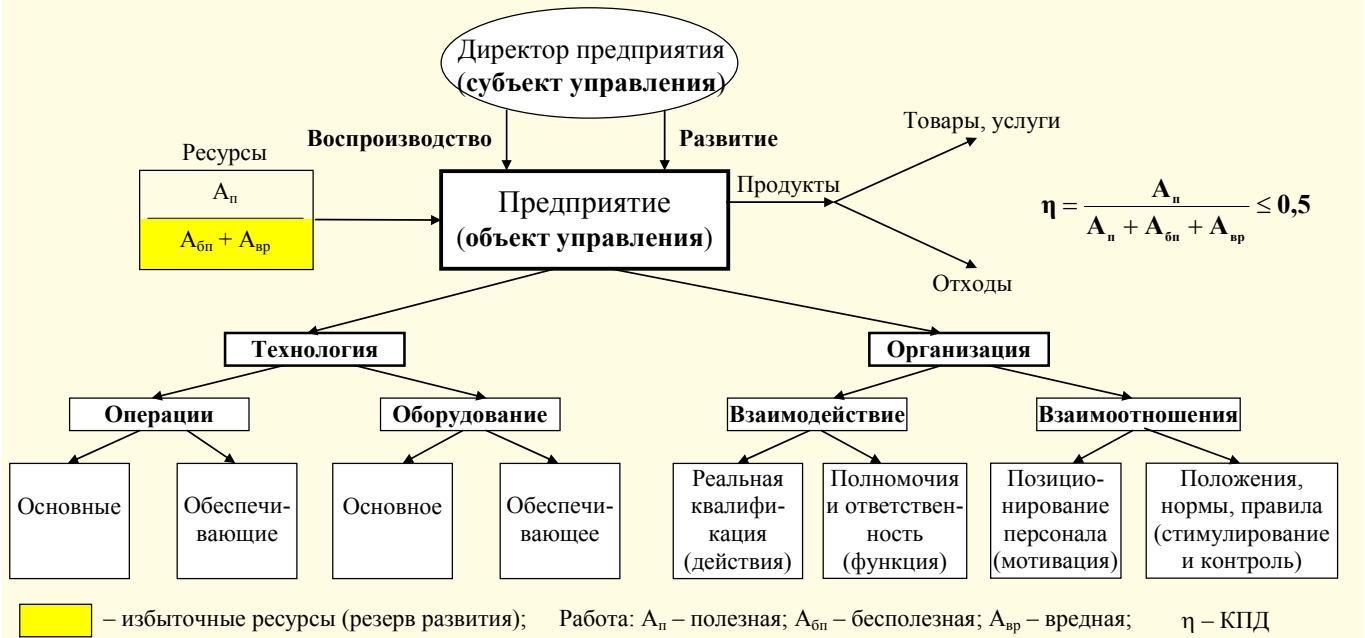 Директор предприятия
(субъект управления)
Воспроизводство
Развитие
Товары, услуги
Ресурсы
Aп
Aбп + Aвр
Предприятие
(объект управления)
Продукты
η = Aп / (Aп + Aбп + Aвр) ≤ 0,5
Отходы
Технология
Организация
Операции
Оборудование
Взаимодействие
Взаимоотношения
Основные
Обеспечи-
вающие
Основное
Обеспечи-
вающее
Реальная
квалифи-
кация
(действия)
Полномочия
и ответствен-
ность
(функция)
Позицио-
нирование
персонала
(мотивация)
Положения,
нормы, правила
(стимулирование
и контроль)
– избыточные ресурсы (резерв развития); Работа: Aп – полезная; Aбп – бесполезная; Aвр – вредная; η – КПД